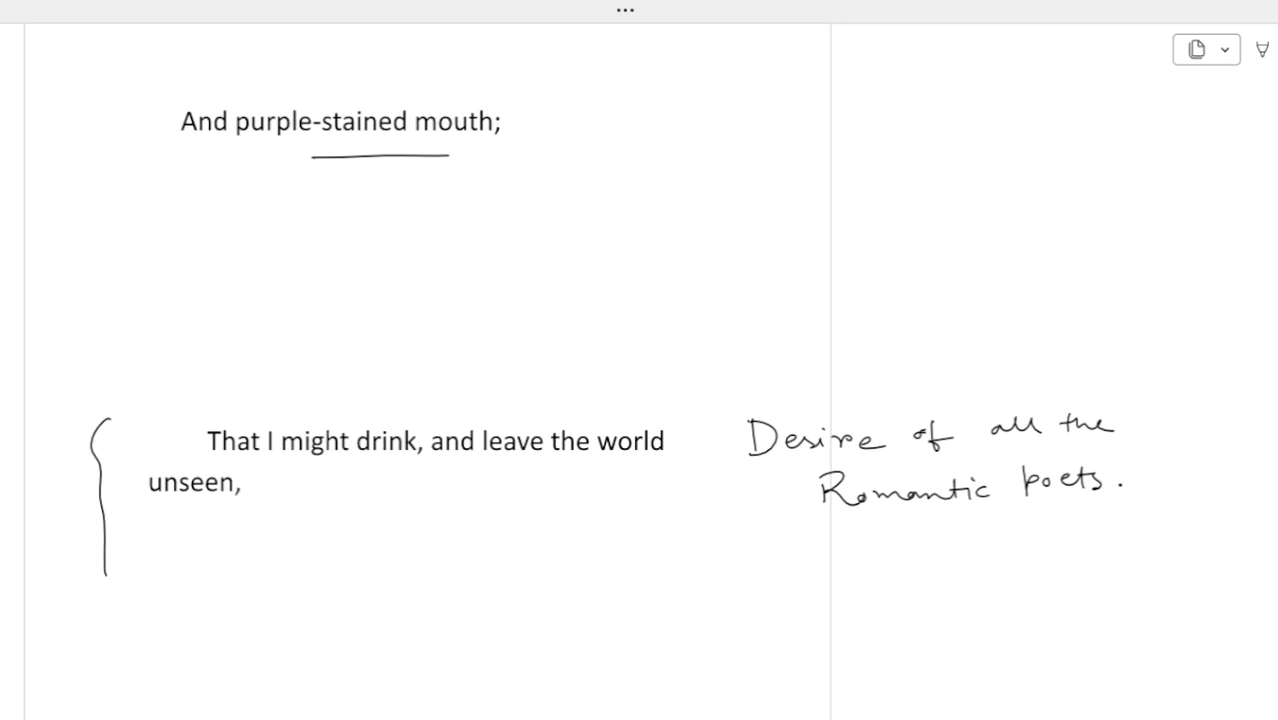 And purple-stained mouth;
That I might drink, and leave the world
unseen,
Desire of all the
Romantic poets.